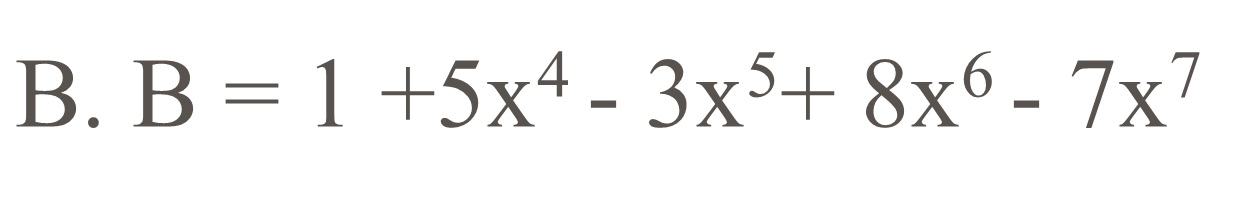 B. B = 1 +5x⁴ - 3x⁵+ 8x⁶ - 7x⁷